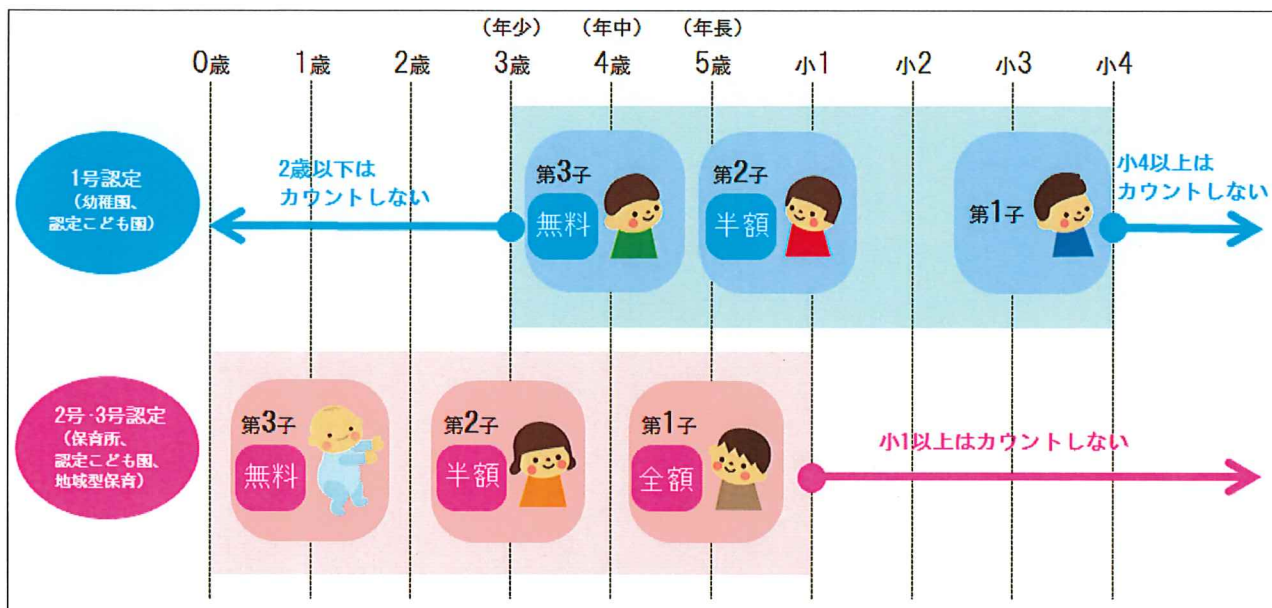 （年少）（年中）（年長）
0歳 1歳 2歳 3歳 4歳 5歳 小1 小2 小3 小4
1号認定
（幼稚園、
認定こども園）
2歳以下は
カウントしない
第3子
無料
第2子
半額
第1子
小4以上は
カウントしない
2号・3号認定
（保育所、
認定こども園、
地域型保育）
第3子
無料
第2子
半額
第1子
全額
小1以上はカウントしない